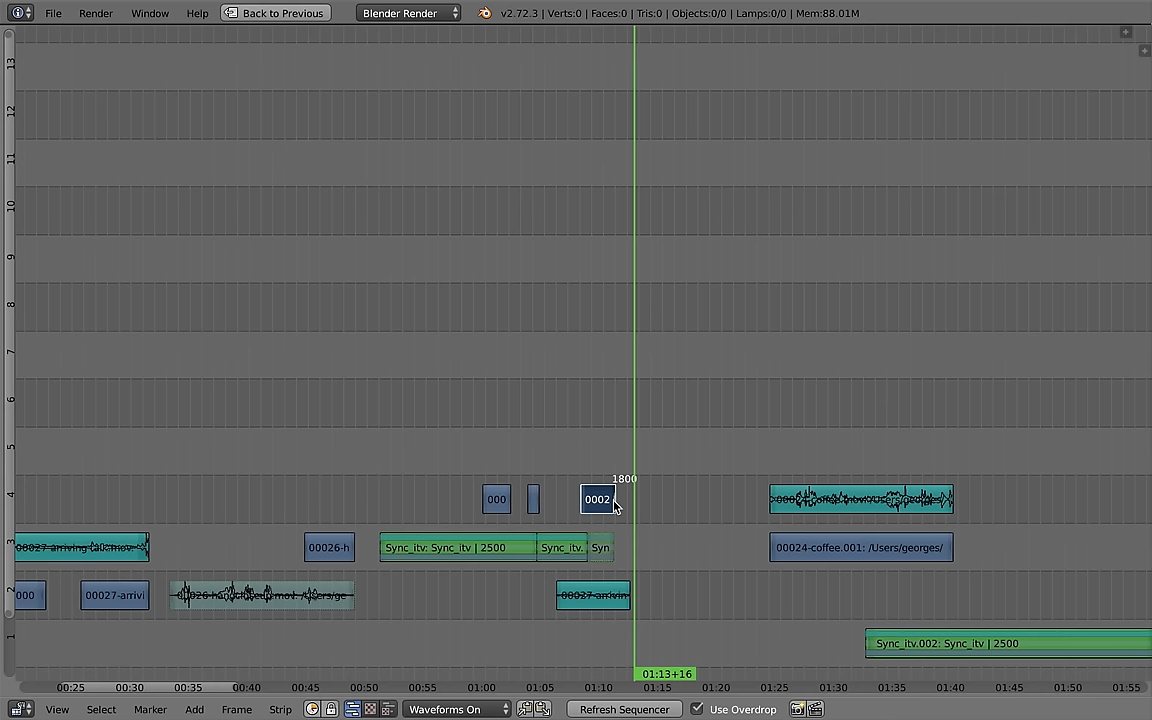 File Render Window Help Back to Previous Blender Render v2.72.3 | Verts:0 | Faces:0 | Tris:0 | Objects:0/0 | Lamps:0/0 | Mem:88.01M
13
12
11
10
9
8
7
6
5
1800
4 000 0002
3 00026-h Sync_itv: Sync_itv | 2500 Sync_itv. Syn 00024-coffee.001: /Users/georges/
2 000 00027-arrivi
1 Sync_itv.002: Sync_itv | 2500
01:13+16
00:25 00:30 00:35 00:40 00:45 00:50 00:55 01:00 01:05 01:10 01:15 01:20 01:25 01:30 01:35 01:40 01:45 01:50 01:55
View Select Marker Add Frame Strip Waveforms On Refresh Sequencer Use Overdrop